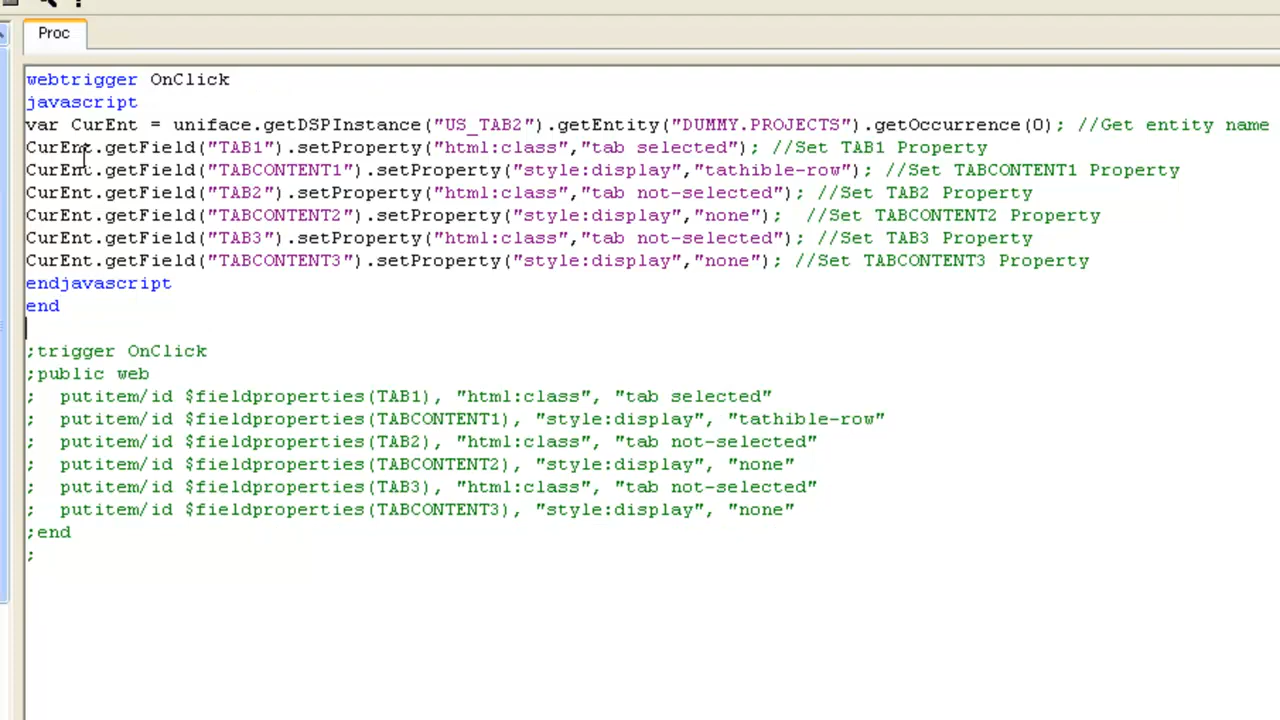 Proc
webtrigger OnClick
javascript
var CurEnt = uniface.getDSPInstance("US_TAB2").getEntity("DUMMY.PROJECTS").getOccurrence(0); //Get entity name
CurEnt.getField("TAB1").setProperty("html:class","tab selected"); //Set TAB1 Property
CurEnt.getField("TABCONTENT1").setProperty("style:display","tathible-row"); //Set TABCONTENT1 Property
CurEnt.getField("TAB2").setProperty("html:class","tab not-selected"); //Set TAB2 Property
CurEnt.getField("TABCONTENT2").setProperty("style:display","none");  //Set TABCONTENT2 Property
CurEnt.getField("TAB3").setProperty("html:class","tab not-selected"); //Set TAB3 Property
CurEnt.getField("TABCONTENT3").setProperty("style:display","none"); //Set TABCONTENT3 Property
endjavascript
end
;trigger OnClick
;public web
;  putitem/id $fieldproperties(TAB1), "html:class", "tab selected"
;  putitem/id $fieldproperties(TABCONTENT1), "style:display", "tathible-row"
;  putitem/id $fieldproperties(TAB2), "html:class", "tab not-selected"
;  putitem/id $fieldproperties(TABCONTENT2), "style:display", "none"
;  putitem/id $fieldproperties(TAB3), "html:class", "tab not-selected"
;  putitem/id $fieldproperties(TABCONTENT3), "style:display", "none"
;end
;